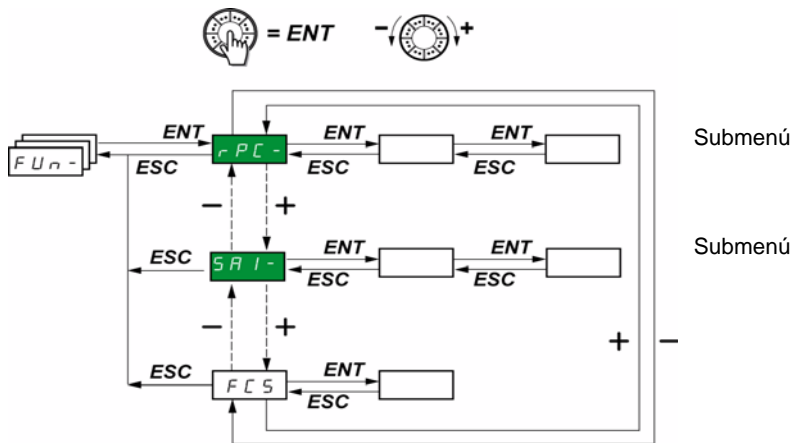 = ENT - +
ENT ENT ENT
FUn- rPC- Submenú
ESC ESC ESC
- +
ENT ENT
ESC SAI- Submenú
ESC ESC
- + + -
ESC ENT
FCS
ESC